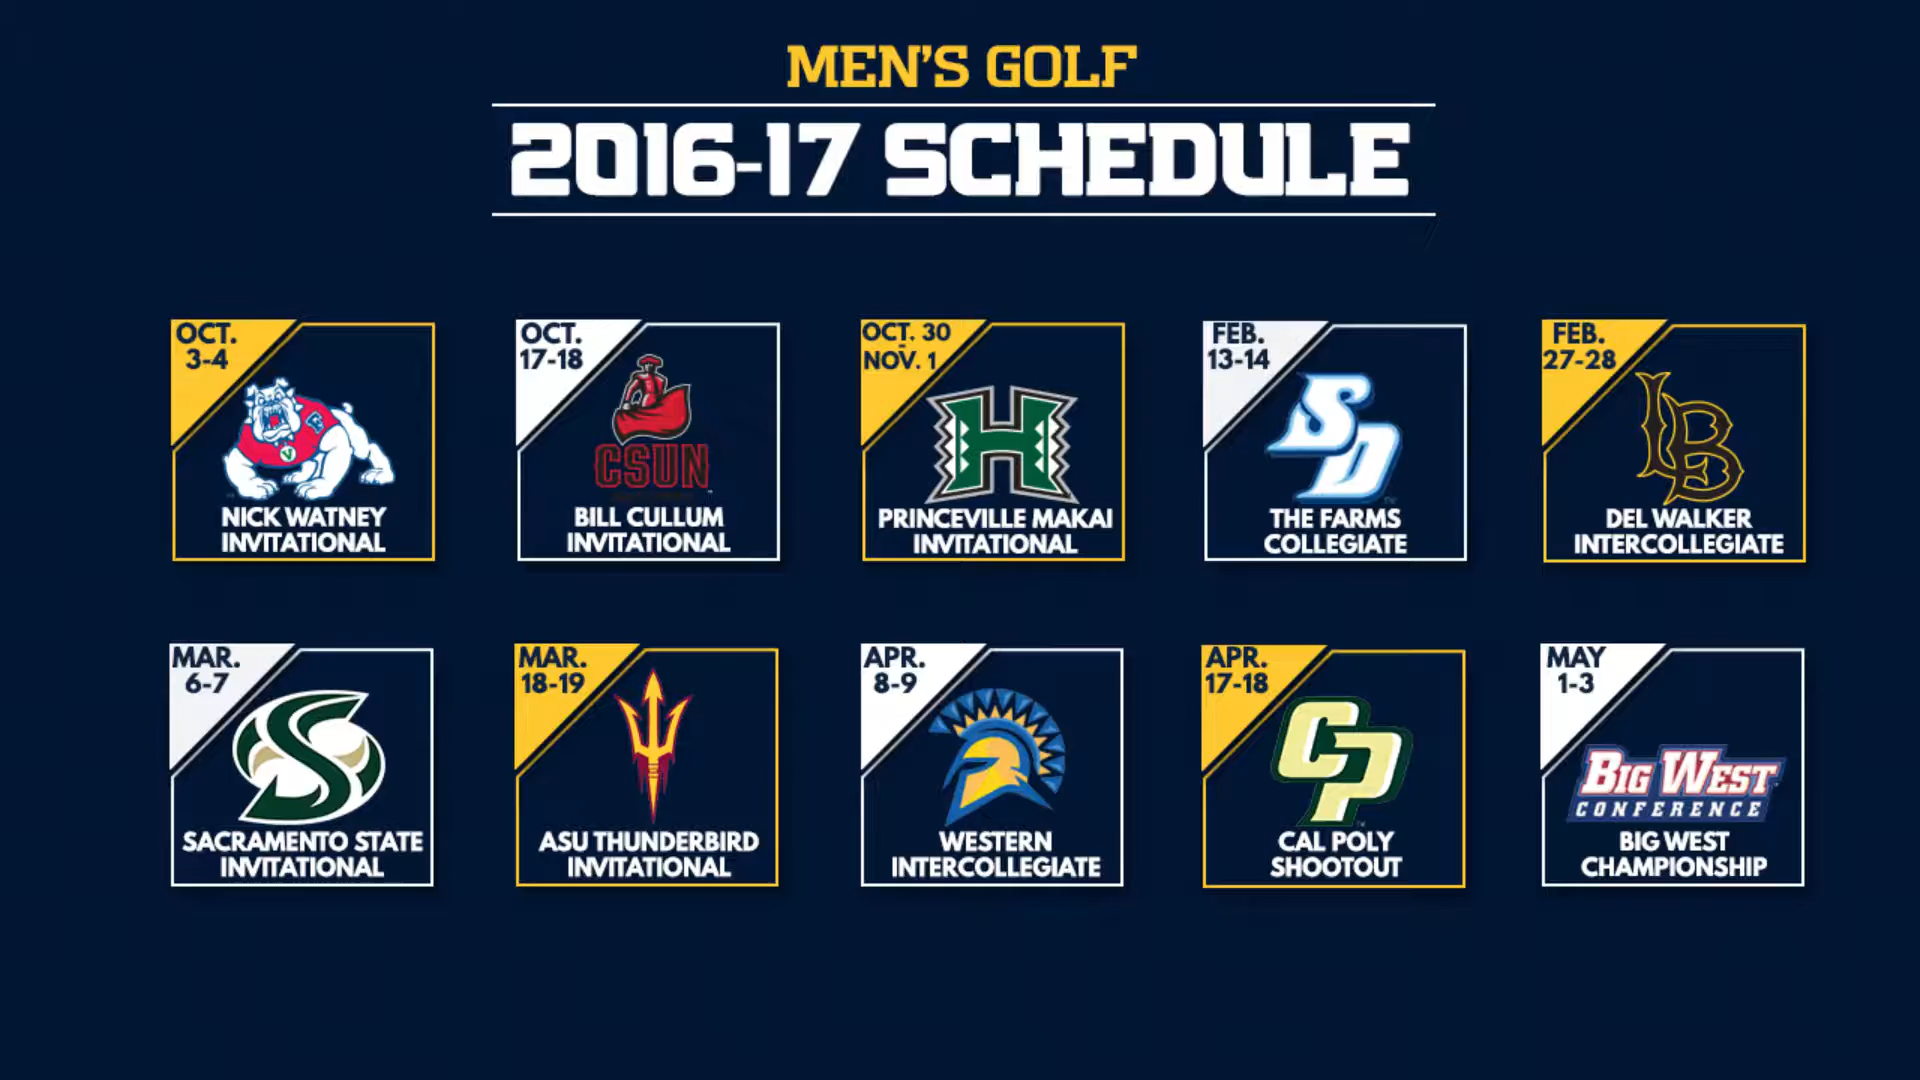 MEN'S GOLF
2016-17 SCHEDULE
OCT.
3-4
F
V
NICK WATNEY
INVITATIONAL
OCT.
17-18
CSUN
BILL CULLUM
INVITATIONAL
OCT. 30
-
NOV. 1
H
PRINCEVILLE MAKAI
INVITATIONAL
FEB.
13-14
SD
THE FARMS
COLLEGIATE
FEB.
27-28
LB
DEL WALKER
INTERCOLLEGIATE
MAR.
6-7
S
SACRAMENTO STATE
INVITATIONAL
MAR.
18-19
ASU THUNDERBIRD
INVITATIONAL
APR.
8-9
WESTERN
INTERCOLLEGIATE
APR.
17-18
CP
CAL POLY
SHOOTOUT
MAY
1-3
BIG WEST
CONFERENCE
BIG WEST
CHAMPIONSHIP